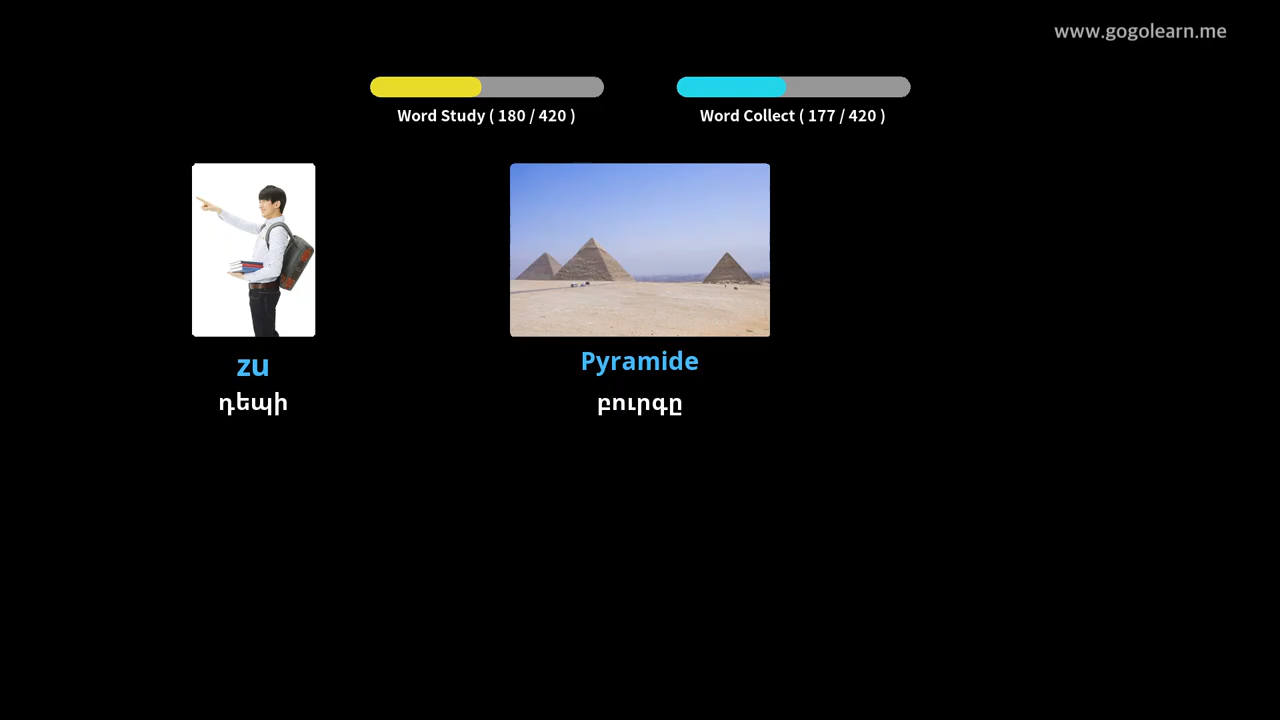 www.gogolearn.me
Word Study ( 180 / 420 )
Word Collect ( 177 / 420 )
zu
դեպի
Pyramide
բուրգը